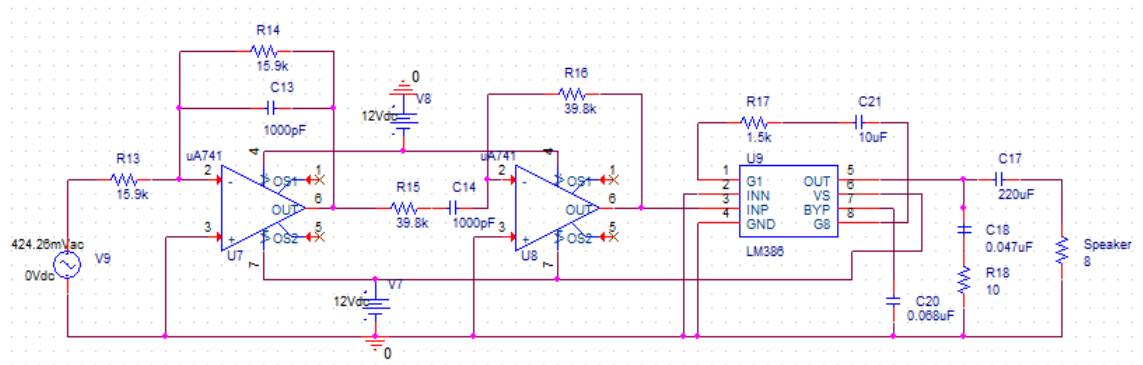 R14
15.9k
C13
1000pF
0
V8
12Vdc
R16
39.8k
R17
1.5k
C21
10uF
R13
15.9k
uA741
4
2
-
OS1
1
6
OUT
3
+
OS2
5
U7
7
R15
39.8k
C14
1000pF
uA741
4
2
-
OS1
1
6
OUT
3
+
OS2
5
U8
7
U9
1
2
3
4
G1
INN
INP
GND
OUT
VS
BYP
G8
5
6
7
8
LM386
C17
220uF
C18
0.047uF
R18
10
Speaker
8
C20
0.068uF
424.26mVac
0Vdc
V9
V7
12Vdc
0